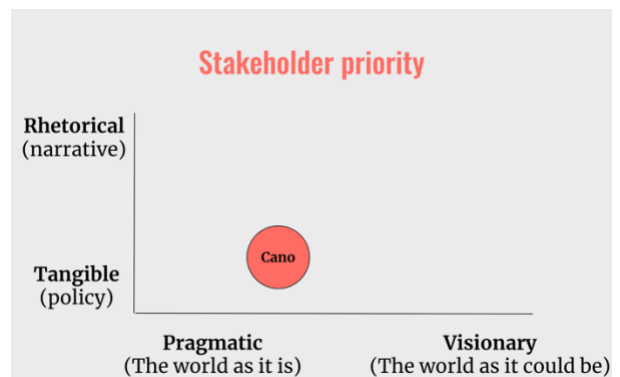 Stakeholder priority
Rhetorical
(narrative)
Cano
Tangible
(policy)
Pragmatic
(The world as it is)
Visionary
(The world as it could be)